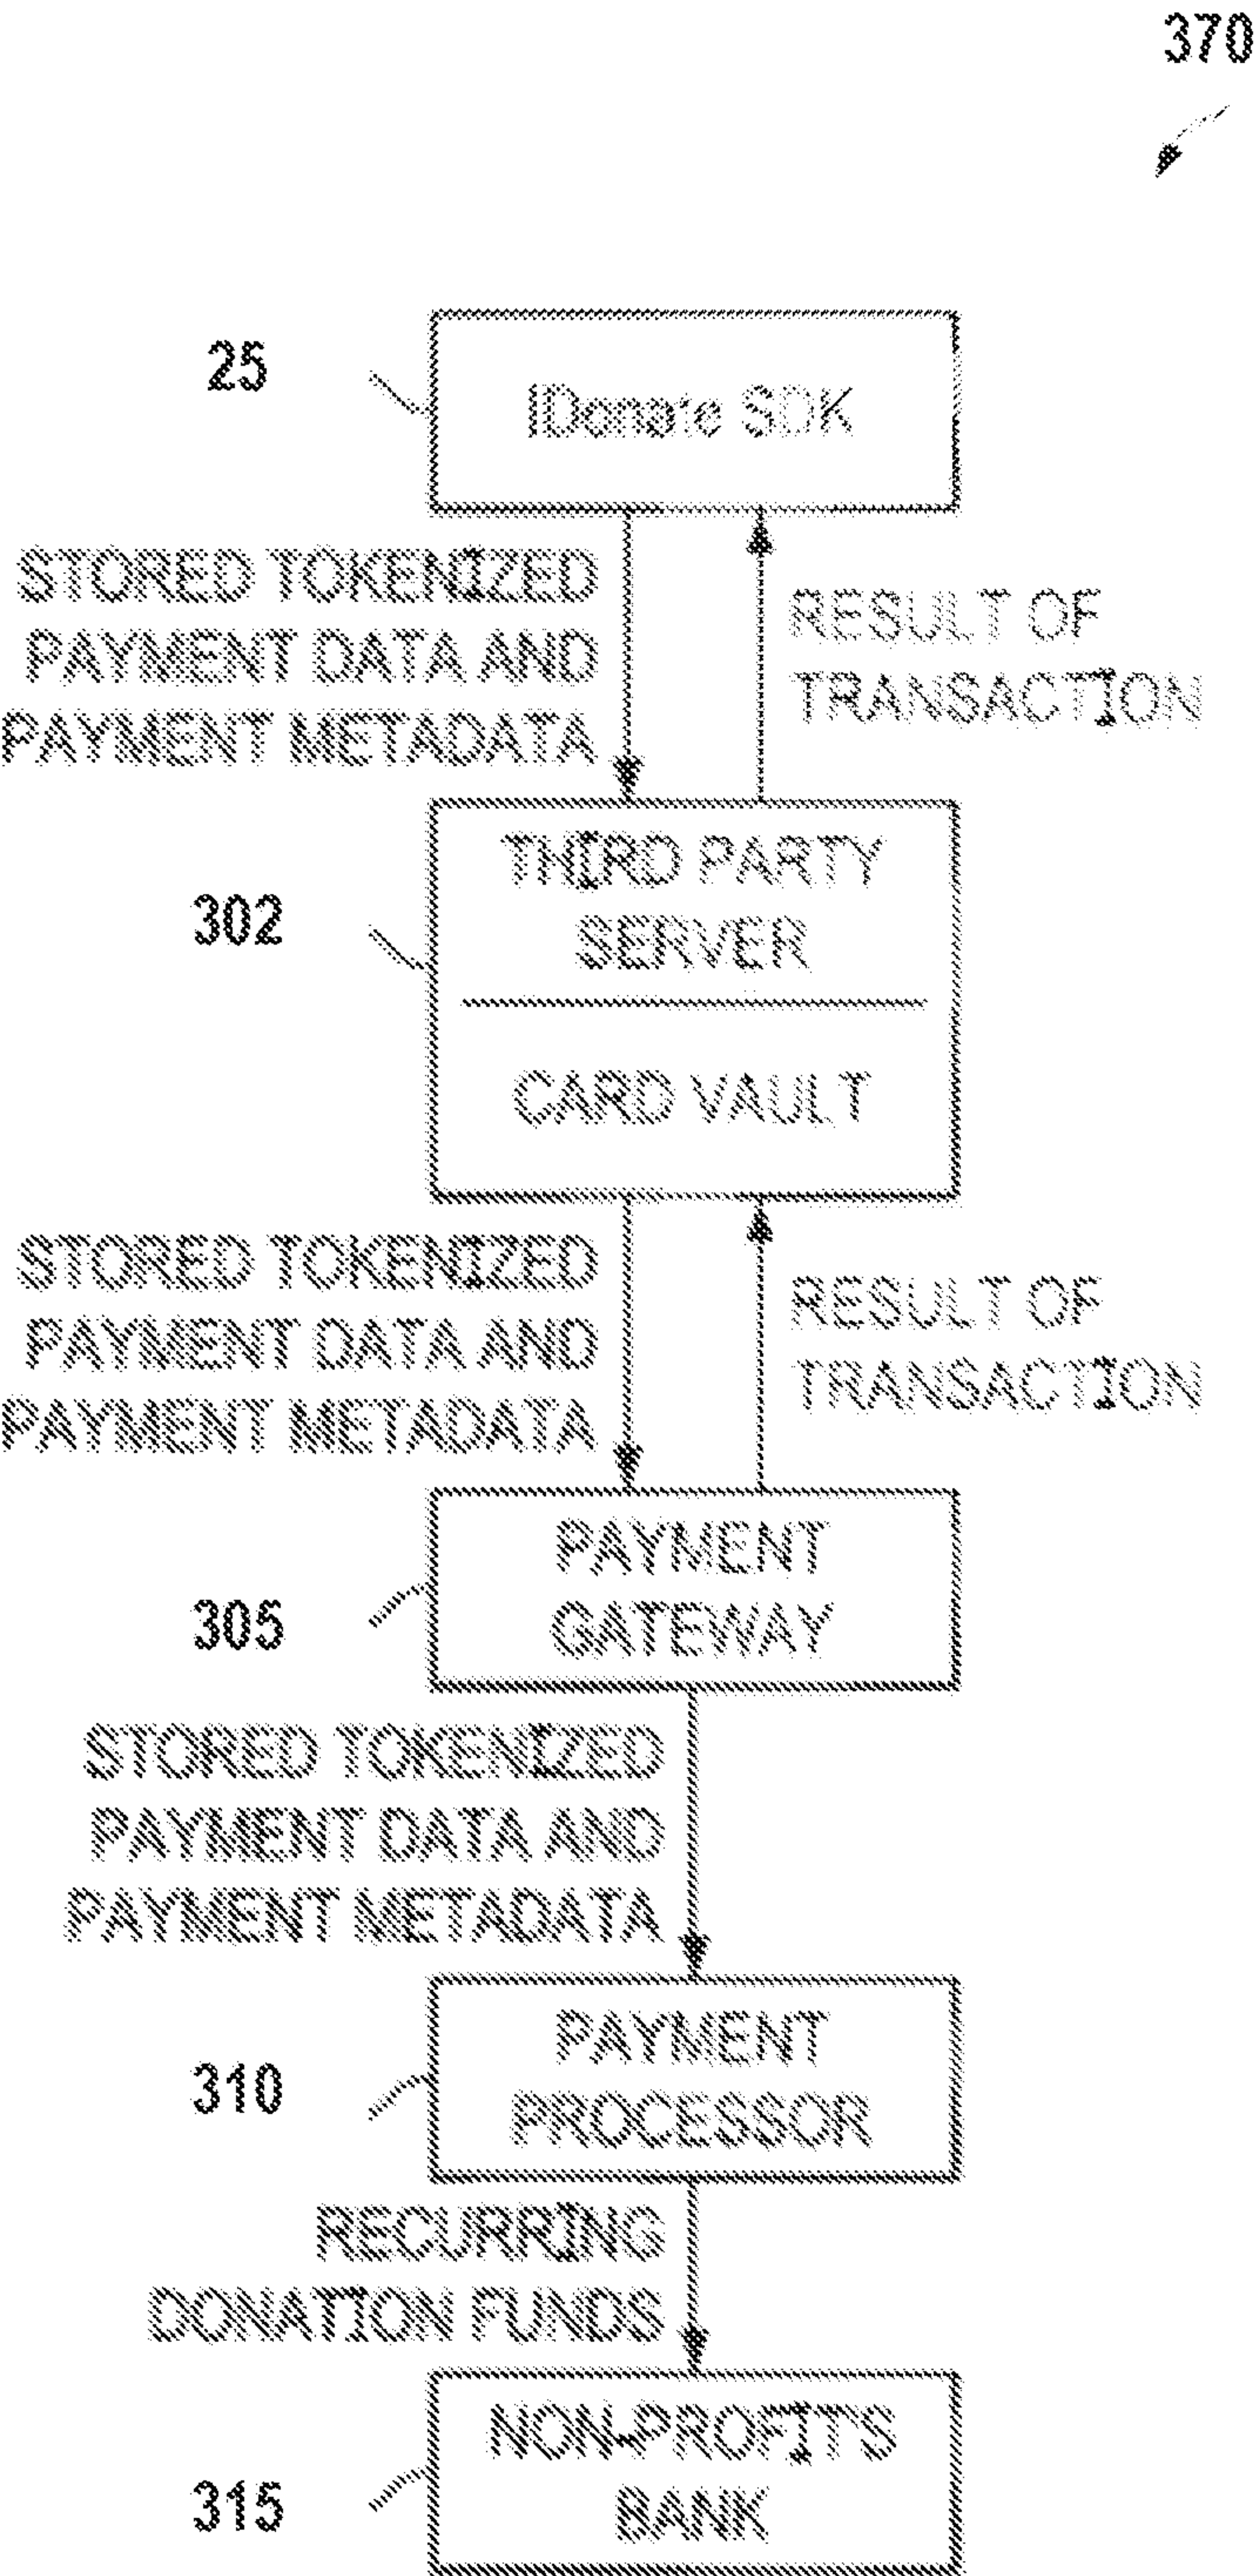 370
25
IDonate SDK
STORED TOKENIZED
PAYMENT DATA AND
PAYMENT METADATA
RESULT OF
TRANSACTION
302
THIRD PARTY
SERVER
CARD VAULT
STORED TOKENIZED
PAYMENT DATA AND
PAYMENT METADATA
RESULT OF
TRANSACTION
305
PAYMENT
GATEWAY
STORED TOKENIZED
PAYMENT DATA AND
PAYMENT METADATA
310
PAYMENT
PROCESSOR
RECURRING
DONATION FUNDS
315
NON-PROFIT'S
BANK